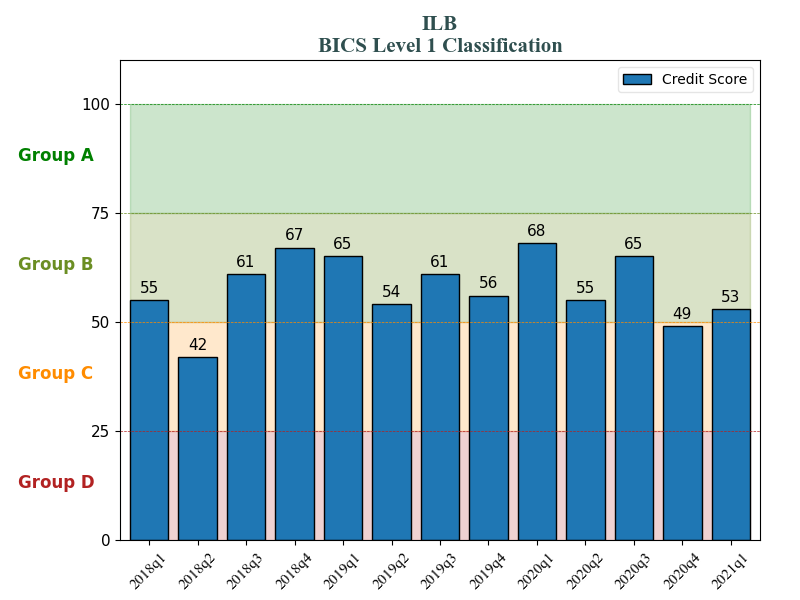 ILB
BICS Level 1 Classification
Credit Score
100
Group A
75
Group B
50
Group C
25
Group D
0
55
42
61
67
65
54
61
56
68
55
65
49
53
2018q1
2018q2
2018q3
2018q4
2019q1
2019q2
2019q3
2019q4
2020q1
2020q2
2020q3
2020q4
2021q1